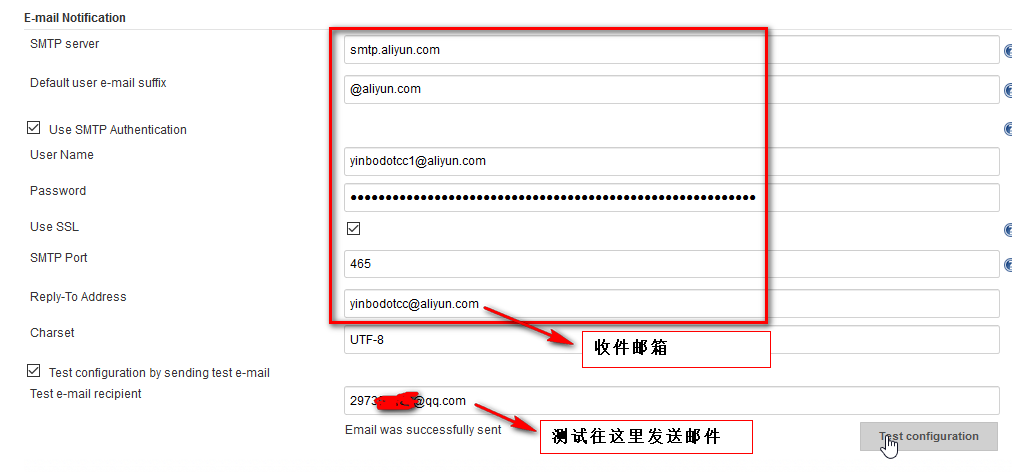 E-mail Notification
SMTP server
smtp.aliyun.com
Default user e-mail suffix
@aliyun.com
Use SMTP Authentication
User Name
yinbodotcc1@aliyun.com
Password
Use SSL
SMTP Port
465
Reply-To Address
yinbodotcc@aliyun.com
收件邮箱
Charset
UTF-8
Test configuration by sending test e-mail
Test e-mail recipient
2973 @qq.com
Email was successfully sent
测试往这里发送邮件
Test configuration